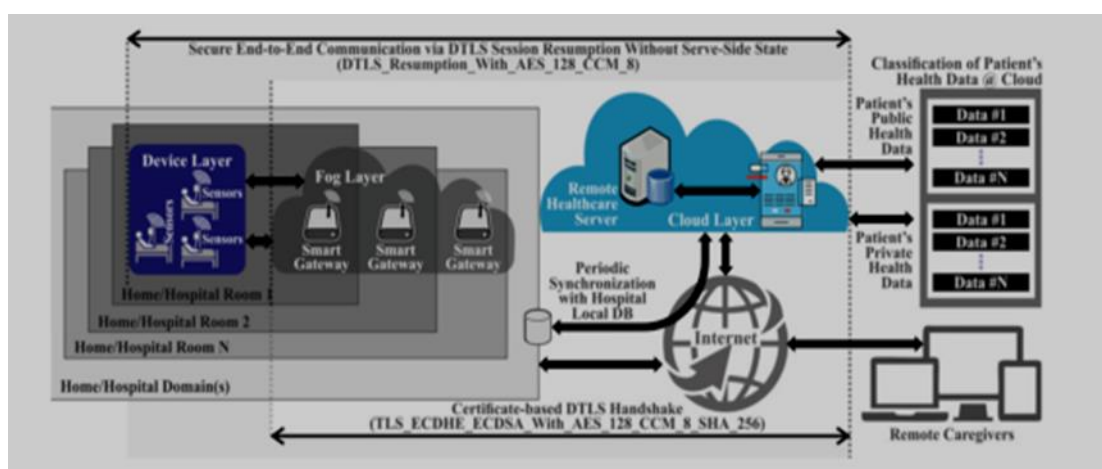 Secure End-to-End Communication via DTLS Session Resumption Without Serve-Side State
(DTLS_Resumption_With_AES_128_CCM_8)
Classification of Patient's
Health Data @ Cloud
Patient's
Public
Health
Data
Data #1
Data #2
Data #N
Device Layer
Sensors
Sensors
Sensors
Fog Layer
Smart
Gateway
Smart
Gateway
Smart
Gateway
Remote
Healthcare
Server
Cloud Layer
Patient's
Private
Health
Data
Data #1
Data #2
Data #N
Home/Hospital Room 1
Home/Hospital Room 2
Home/Hospital Room N
Home/Hospital Domain(s)
Periodic
Synchronization
with Hospital
Local DB
Internet
Certificate-based DTLS Handshake
(TLS_ECDHE_ECDSA_With_AES_128_CCM_8_SHA_256)
Remote Caregivers